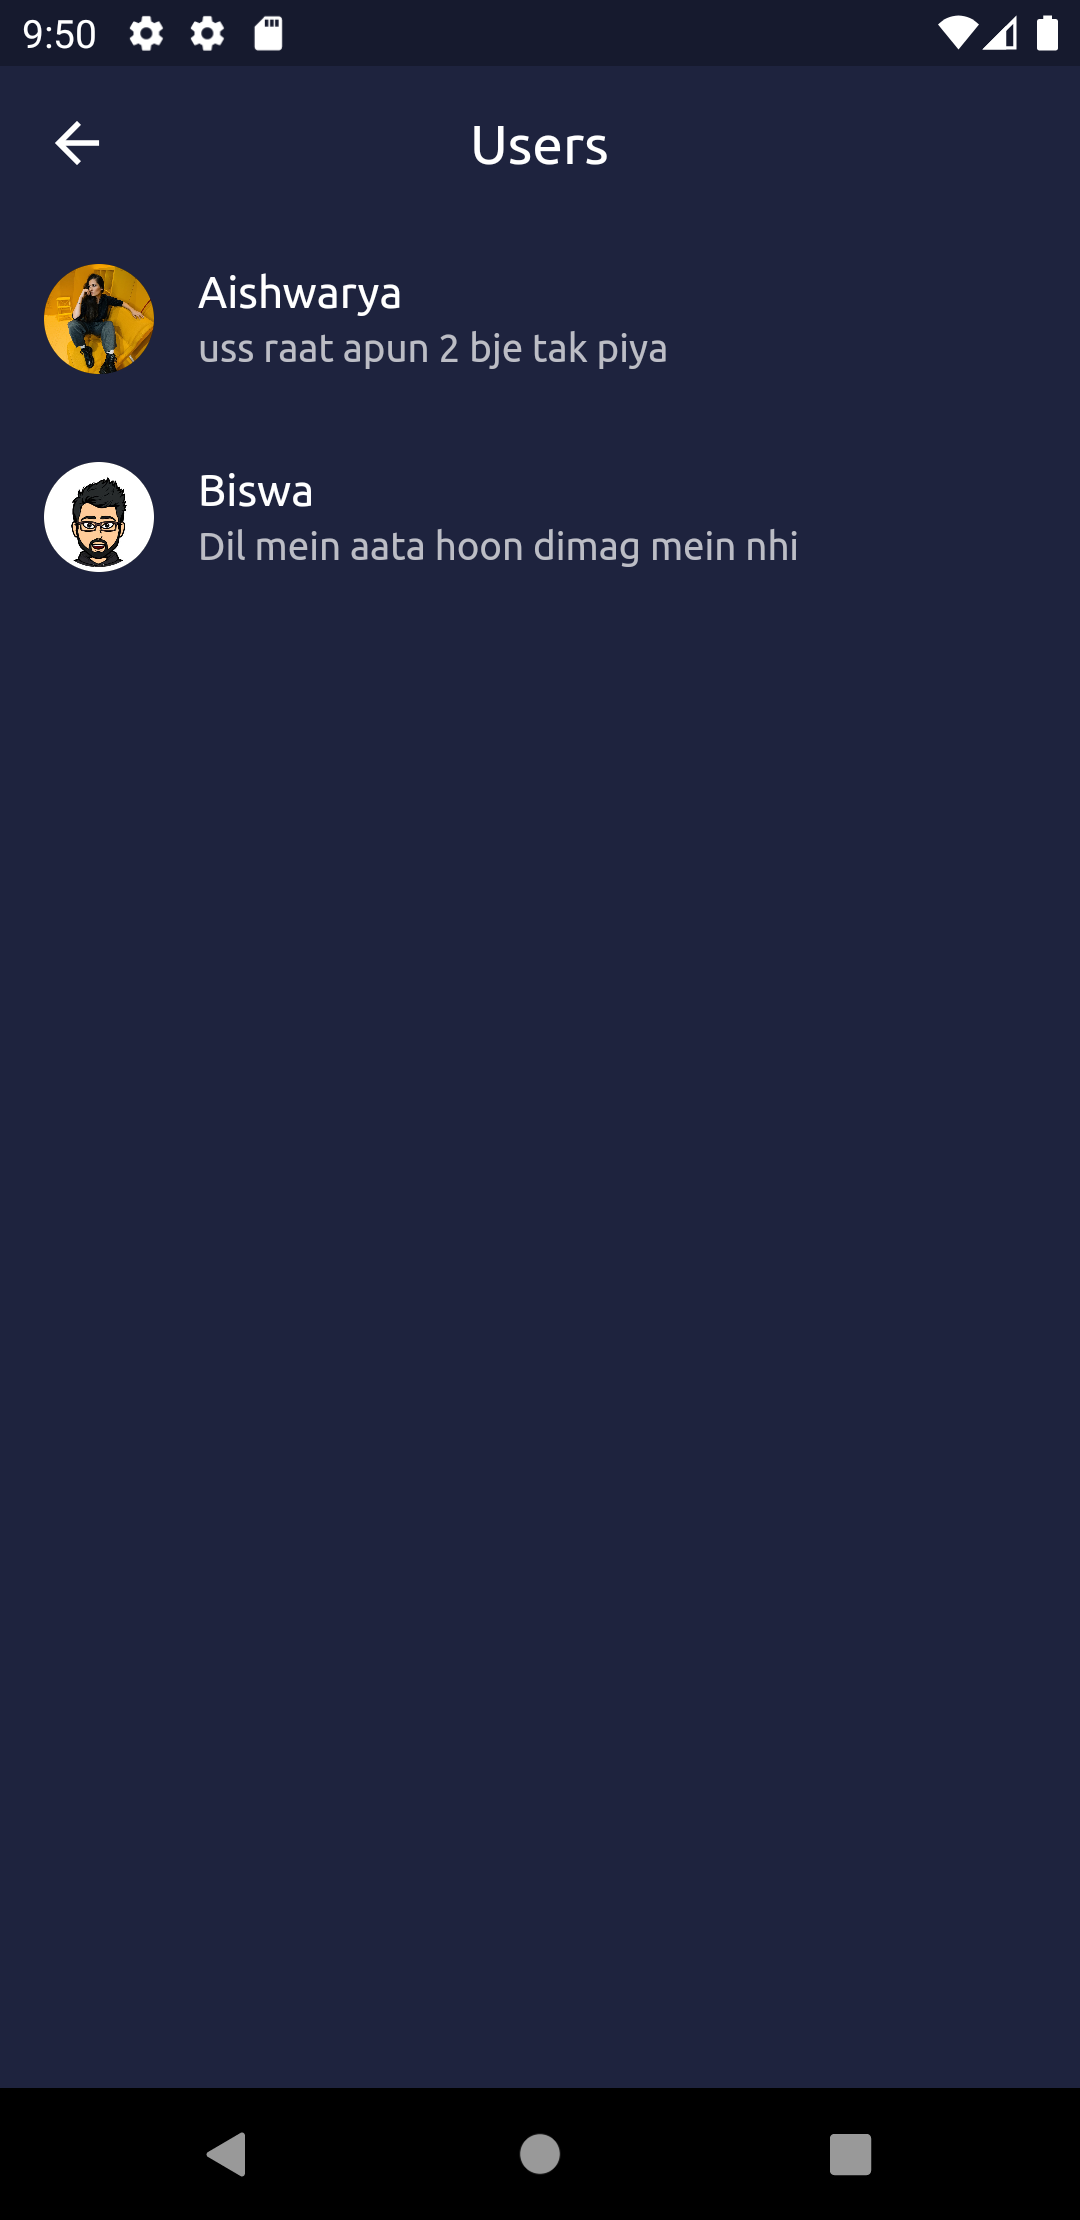 9:50
Users
Aishwarya
uss raat apun 2 bje tak piya
Biswa
Dil mein aata hoon dimag mein nhi